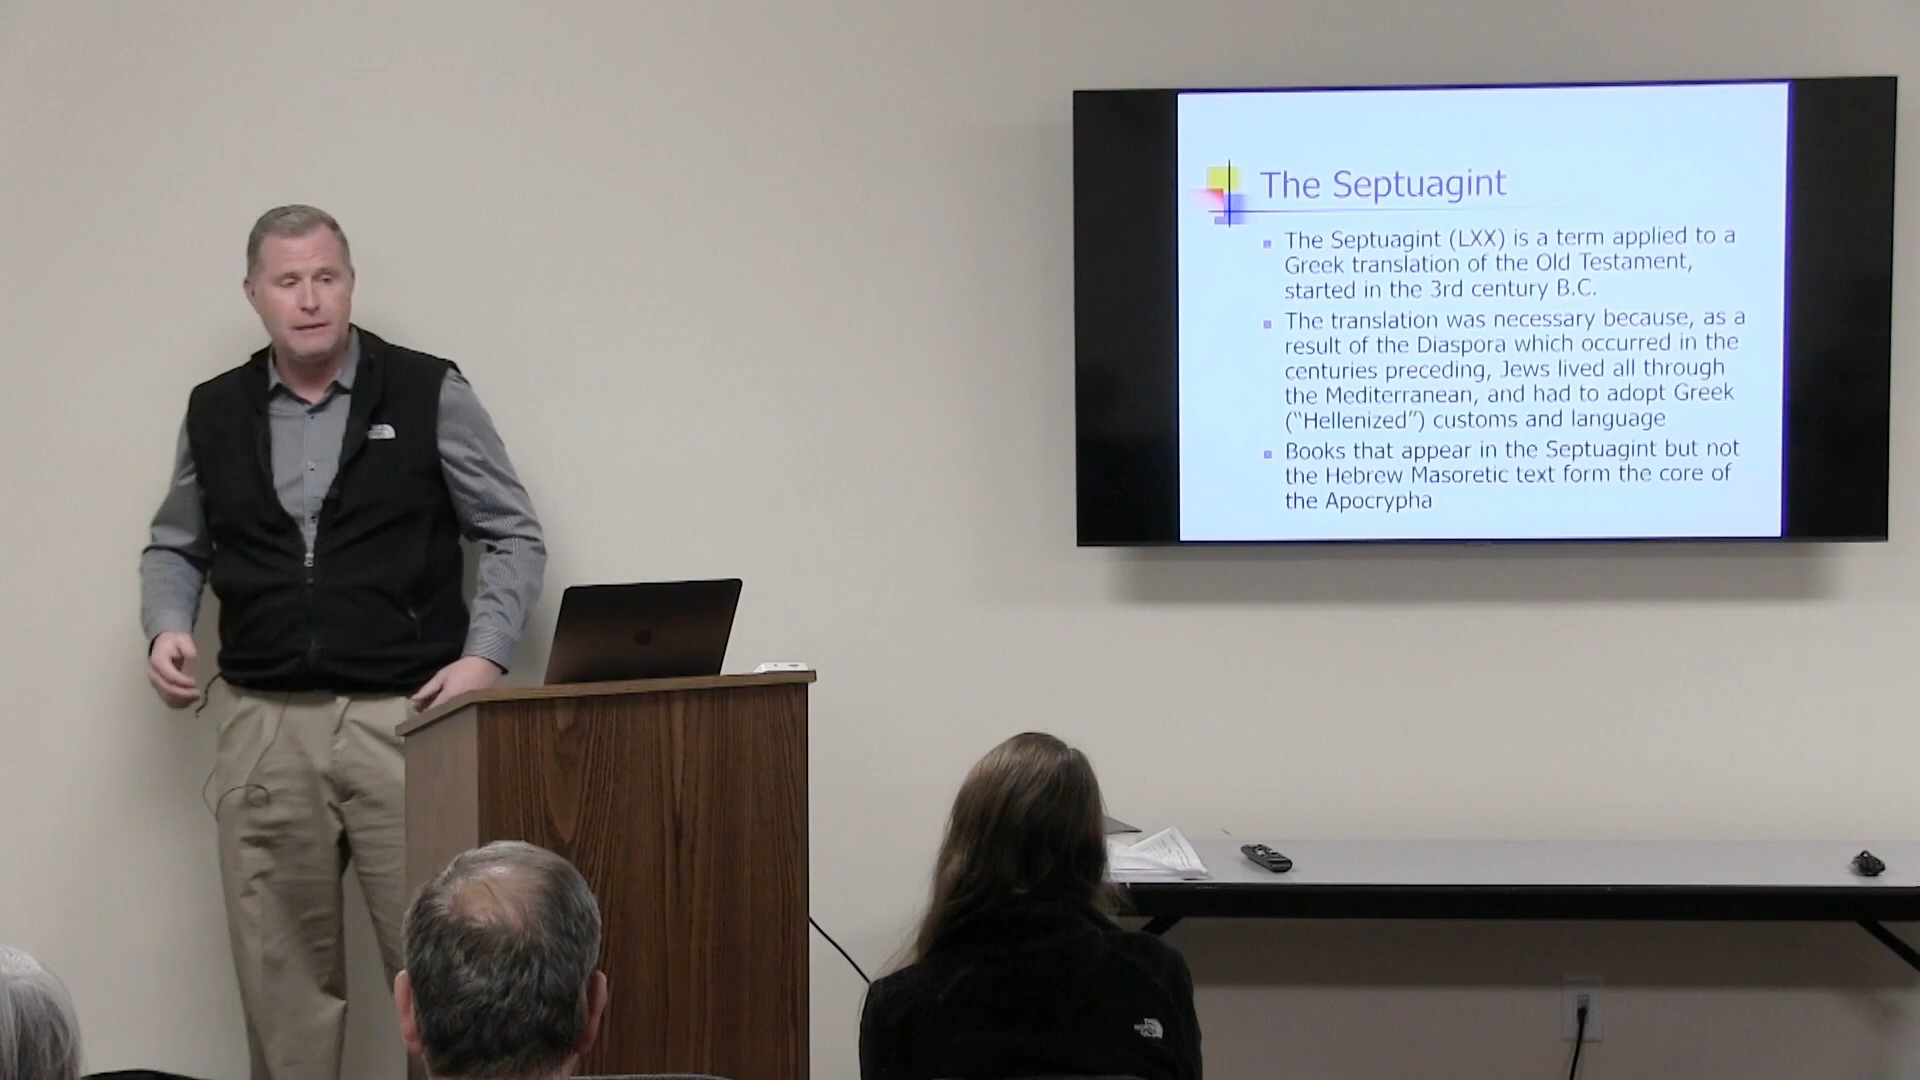 The Septuagint
The Septuagint (LXX) is a term applied to a
Greek translation of the Old Testament,
started in the 3rd century B.C.
The translation was necessary because, as a
result of the Diaspora which occurred in the
centuries preceding, Jews lived all through
the Mediterranean, and had to adopt Greek
(“Hellenized”) customs and language
Books that appear in the Septuagint but not
the Hebrew Masoretic text form the core of
the Apocrypha